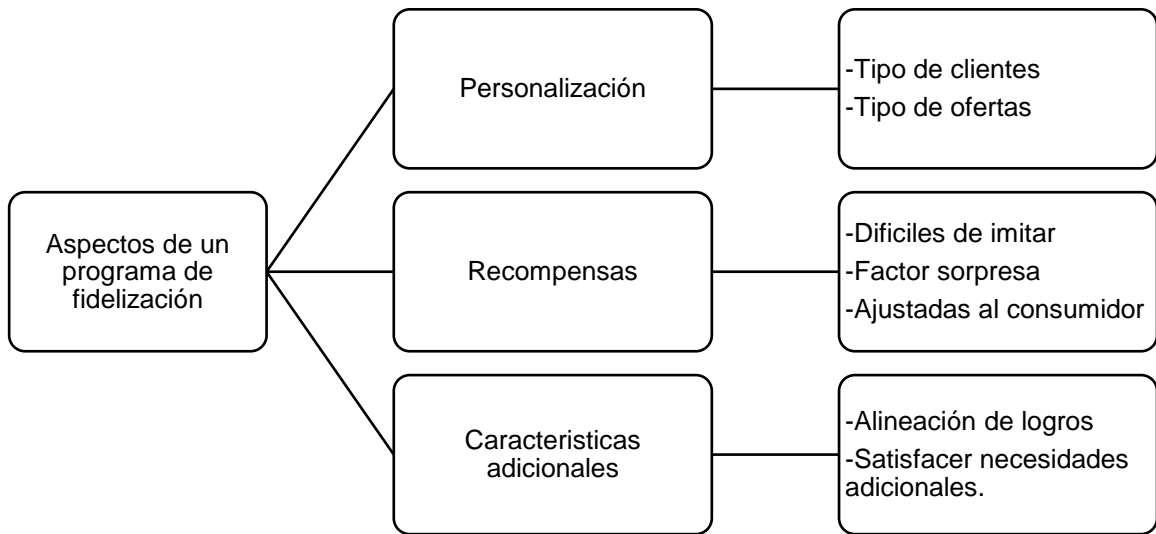 Aspectos de un
programa de
fidelización
Personalización
-Tipo de clientes
-Tipo de ofertas
Recompensas
-Dificiles de imitar
-Factor sorpresa
-Ajustadas al consumidor
Caracteristicas
adicionales
-Alineación de logros
-Satisfacer necesidades
adicionales.